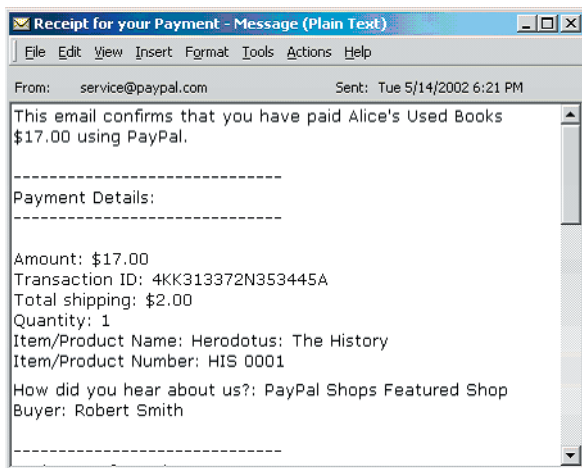 Receipt for your Payment - Message (Plain Text)
File Edit View Insert Format Tools Actions Help
From: service@paypal.com Sent: Tue 5/14/2002 6:21 PM
This email confirms that you have paid Alice's Used Books
$17.00 using PayPal.
------------------------------
Payment Details:
------------------------------
Amount: $17.00
Transaction ID: 4KK313372N353445A
Total shipping: $2.00
Quantity: 1
Item/Product Name: Herodotus: The History
Item/Product Number: HIS 0001
How did you hear about us?: PayPal Shops Featured Shop
Buyer: Robert Smith
------------------------------